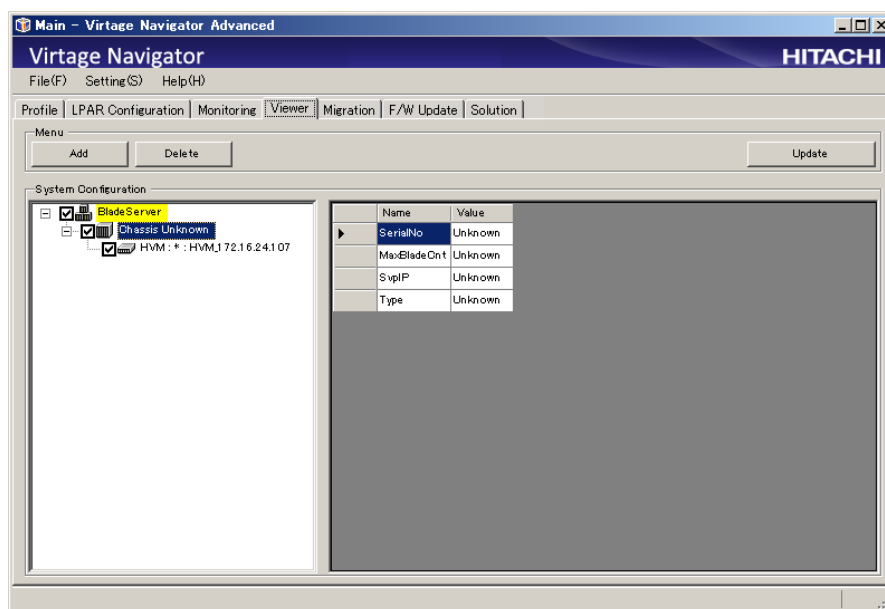 Main - Virtage Navigator Advanced
Virtage Navigator
HITACHI
File(F) Setting(S) Help(H)
Profile LPAR Configuration Monitoring Viewer Migration F/W Update Solution
Menu
Add Delete Update
System Configuration
BladeServer
Chassis Unknown
HVM : * : HVM_172.16.24.107
Name Value
SerialNo Unknown
MaxBladeCnt Unknown
SvpIP Unknown
Type Unknown